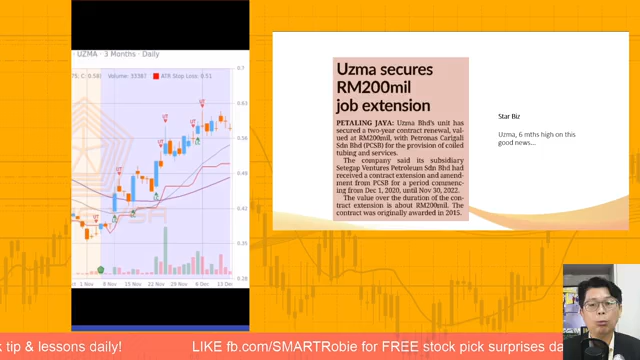 - UZMA - 3 Months - Daily
Volume: 33387 ATR Stop Loss: 0.51
0.7
0.63
0.56
0.49
0.42
0.35
0.28
1 Nov 8 Nov 15 Nov 22 Nov 29 Nov 6 Dec 13 Dec
Uzma secures
RM200mil
job extension
PETALING JAYA: Uzma Bhd's unit has
secured a two-year contract renewal, val-
ued at RM200mil, with Petronas Carigali
Sdn Bhd (PCSB) for the provision of coiled
tubing and services.
The company said its subsidiary
Setegap Ventures Petroleum Sdn Bhd had
received a contract extension and amend-
ment from PCSB for a period commenc-
ing from Dec 1, 2020, until Nov 30, 2022.
The value over the duration of the con-
tract extension is about RM200mil. The
contract was originally awarded in 2015.
Star Biz
Uzma, 6 mths high on this
good news...
tip & lessons daily!
LIKE fb.com/SMARTRobie for FREE stock pick surprises da